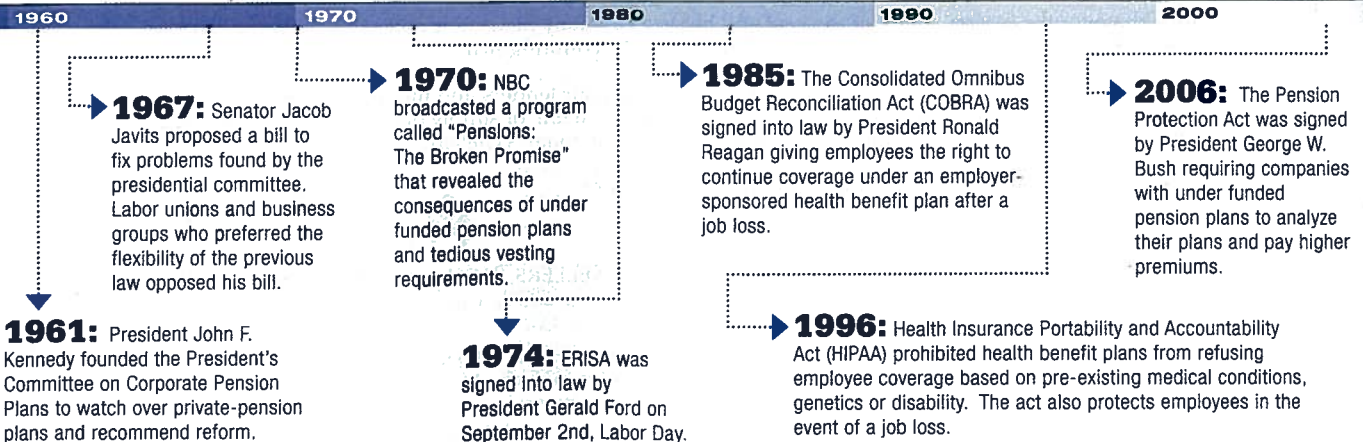 1960 1970 1980 1990 2000
1967: Senator Jacob
Javits proposed a bill to
fix problems found by the
presidential committee.
Labor unions and business
groups who preferred the
flexibility of the previous
law opposed his bill.
1970: NBC
broadcasted a program
called "Pensions:
The Broken Promise"
that revealed the
consequences of under
funded pension plans
and tedious vesting
requirements.
1985: The Consolidated Omnibus
Budget Reconciliation Act (COBRA) was
signed into law by President Ronald
Reagan giving employees the right to
continue coverage under an employer-
sponsored health benefit plan after a
job loss.
2006: The Pension
Protection Act was signed
by President George W.
Bush requiring companies
with under funded
pension plans to analyze
their plans and pay higher
premiums.
1961: President John F.
Kennedy founded the President's
Committee on Corporate Pension
Plans to watch over private-pension
plans and recommend reform.
1974: ERISA was
signed into law by
President Gerald Ford on
September 2nd, Labor Day.
1996: Health Insurance Portability and Accountability
Act (HIPAA) prohibited health benefit plans from refusing
employee coverage based on pre-existing medical conditions,
genetics or disability. The act also protects employees in the
event of a job loss.